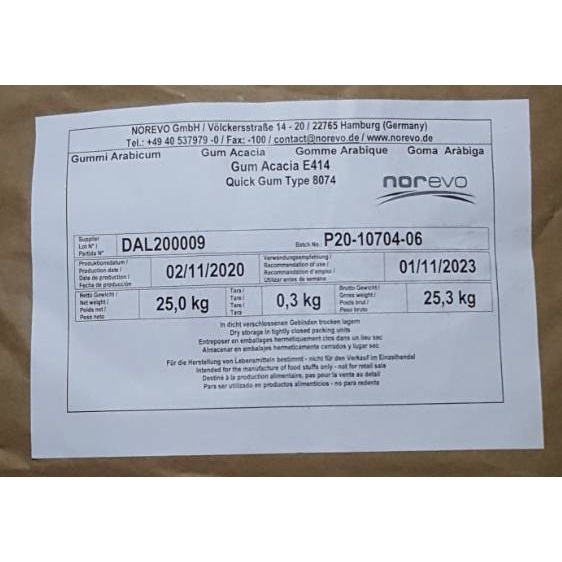 NOREVO GmbH / Völckersstraße 14 - 20 / 22765 Hamburg (Germany)
Tel.: +49 40 537979 -0 / Fax: -100 / contact@norevo.de / www.norevo.de
Gummi Arabicum Gum Acacia Gomme Arabique Goma Aràbiga
Gum Acacia E414
Quick Gum Type 8074
norevo
Supplier
Lot N° /
Partida N°
DAL200009
Batch No.:
P20-10704-06
Produktionsdatum /
Production date /
Date de production /
Fecha de producción
02/11/2020
Verwendungsempfehlung /
Recommendation of use /
Recommandation d'emploi /
Utilizar antes de semana
01/11/2023
Netto Gewicht /
Net weight /
Poids net /
Peso neto
25,0 kg
Tara /
Tare /
Tare /
Tara
0,3 kg
Brutto Gewicht /
Gross weight /
Poids brut /
Peso bruto
25,3 kg
In dicht verschlossenen Gebinden trocken lagern
Dry storage in tightly closed packing units
Entreposer en emballages hermetiquement clos dans un lieu sec
Almacenar en embalajes hermeticamente cerrados y lugar sec
Für die Herstellung von Lebensmitteln bestimmt - nicht für den Verkauf im Einzelhandel
Intended for the manufacture of food stuffs only - not for retail sale
Destiné à la production alimentaire, pas pour la vente au detail
Para ser utilizado en productos alimenticios - no para redente